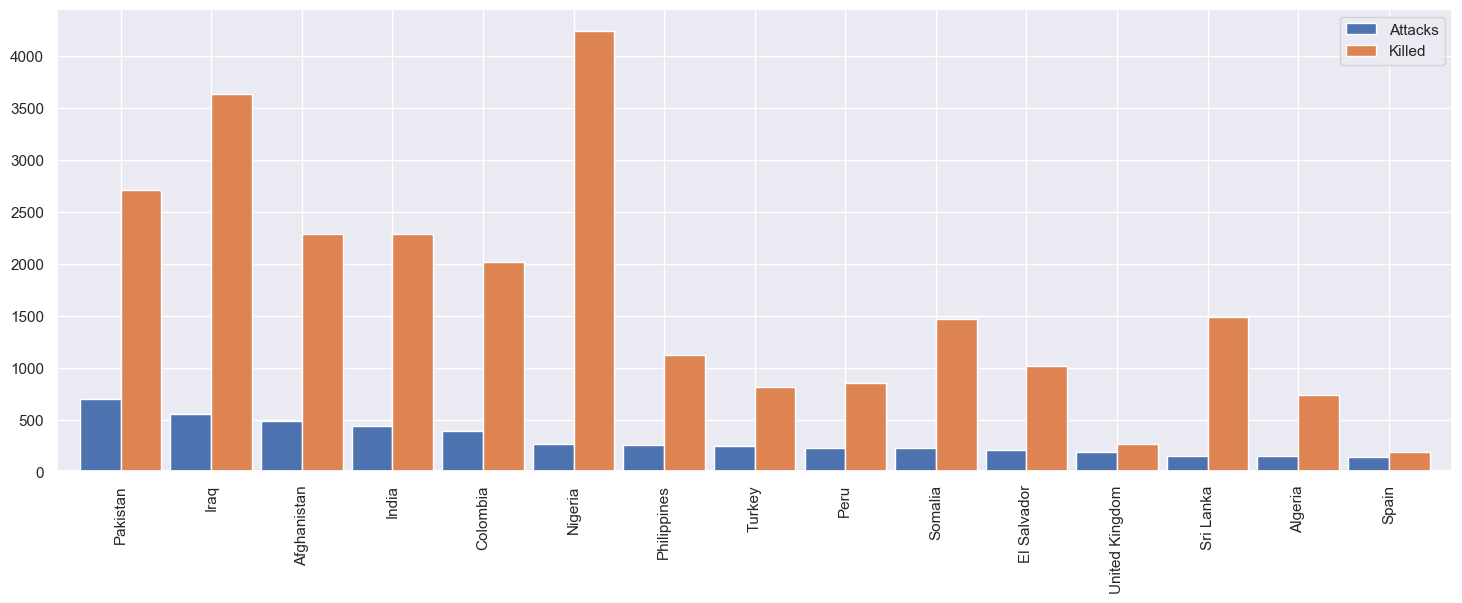 Attacks
Killed
4000
3500
3000
2500
2000
1500
1000
500
0
Pakistan
Iraq
Afghanistan
India
Colombia
Nigeria
Philippines
Turkey
Peru
Somalia
El Salvador
United Kingdom
Sri Lanka
Algeria
Spain